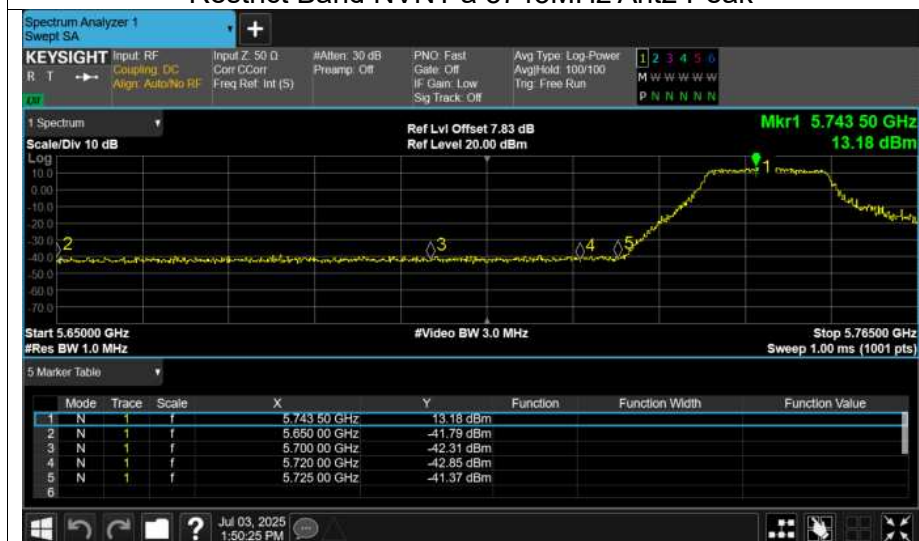 Restrict Band NVNT a 5745MHz Ant2 Peak
Spectrum Analyzer 1
Swept SA
+
KEYSIGHT Input: RF Input Z: 50 Ω #Atten: 30 dB PNO: Fast Avg Type: Log-Power 1 2 3 4 5 6
R T Coupling: DC Corr CCorr Preamp: Off Gate: Off Avg|Hold: 100/100 M W W W W W
Align: Auto/No RF Freq Ref: Int (S) IF Gain: Low Trig: Free Run
Sig Track: Off P N N N N N
1 Spectrum Ref Lvl Offset 7.83 dB Mkr1 5.743 50 GHz
Scale/Div 10 dB Ref Level 20.00 dBm 13.18 dBm
Log
10.0 1
0.00
-10.0
-20.0
-30.0 2 3 4 5
-40.0
-50.0
-60.0
-70.0
Start 5.65000 GHz #Video BW 3.0 MHz Stop 5.76500 GHz
#Res BW 1.0 MHz Sweep 1.00 ms (1001 pts)
5 Marker Table
Mode Trace Scale X Y Function Function Width Function Value
1 N 1 f 5.743 50 GHz 13.18 dBm
2 N 1 f 5.650 00 GHz -41.79 dBm
3 N 1 f 5.700 00 GHz -42.31 dBm
4 N 1 f 5.720 00 GHz -42.85 dBm
5 N 1 f 5.725 00 GHz -41.37 dBm
6
? Jul 03, 2025
1:50:25 PM